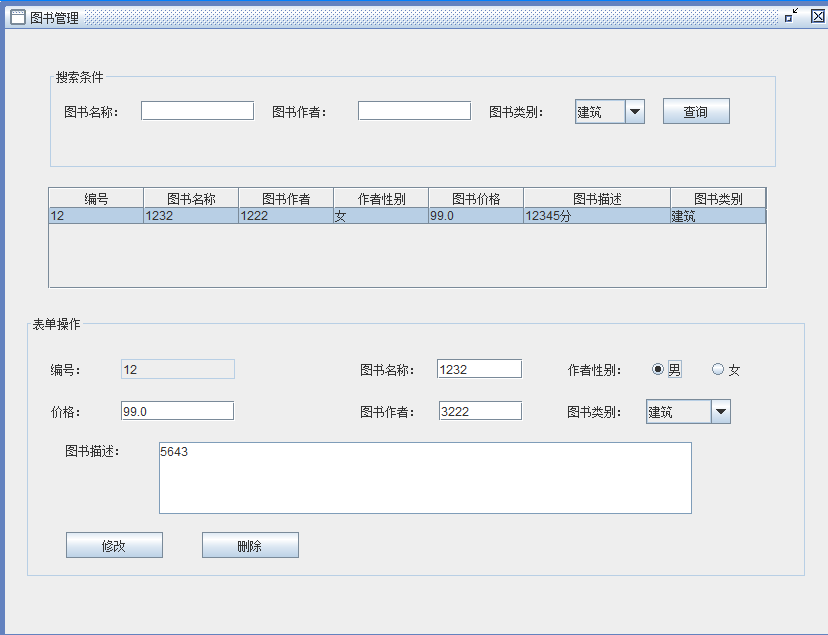 图书管理
搜索条件
图书名称： 图书作者： 图书类别： 建筑 查询
编号 图书名称 图书作者 作者性别 图书价格 图书描述 图书类别
12 1232 1222 女 99.0 12345分 建筑
表单操作
编号： 12 图书名称： 1232 作者性别： 男 女
价格： 99.0 图书作者： 3222 图书类别： 建筑
图书描述： 5643
修改 删除